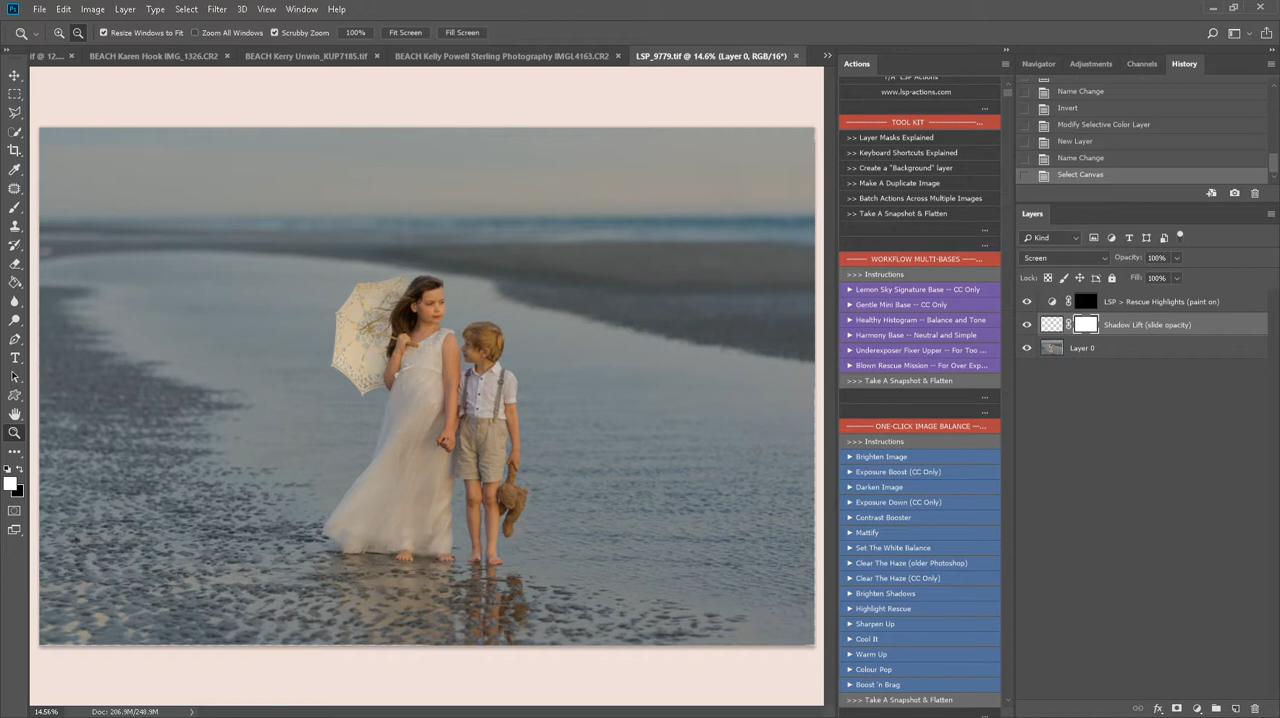 Ps File Edit Image Layer Type Select Filter 3D View Window Help
Resize Windows to Fit Zoom All Windows Scrubby Zoom 100% Fit Screen Fill Screen
if @ 12.... × BEACH Karen Hook IMG_1326.CR2 × BEACH Kerry Unwin_KUP7185.tif × BEACH Kelly Powell Sterling Photography IMGL4163.CR2 × LSP_9779.tif @ 14.6% (Layer 0, RGB/16*) ×
Actions
T/A LSP Actions
www.lsp-actions.com
...
TOOL KIT ...
>> Layer Masks Explained
>> Keyboard Shortcuts Explained
>> Create a "Background" layer
>> Make A Duplicate Image
>> Batch Actions Across Multiple Images
>> Take A Snapshot & Flatten
...
...
WORKFLOW MULTI-BASES ...
>>> Instructions
Lemon Sky Signature Base -- CC Only
Gentle Mini Base -- CC Only
Healthy Histogram -- Balance and Tone
Harmony Base -- Neutral and Simple
Underexposer Fixer Upper -- For Too ...
Blown Rescue Mission -- For Over Exp...
>>> Take A Snapshot & Flatten
...
...
ONE-CLICK IMAGE BALANCE ...
>>> Instructions
Brighten Image
Exposure Boost (CC Only)
Darken Image
Exposure Down (CC Only)
Contrast Booster
Mattify
Set The White Balance
Clear The Haze (older Photoshop)
Clear The Haze (CC Only)
Brighten Shadows
Highlight Rescue
Sharpen Up
Cool It
Warm Up
Colour Pop
Boost 'n Brag
>>> Take A Snapshot & Flatten
...
Navigator Adjustments Channels History
Name Change
Invert
Modify Selective Color Layer
New Layer
Name Change
Select Canvas
Layers
Kind
Screen Opacity: 100%
Lock: Fill: 100%
LSP > Rescue Highlights (paint on)
Shadow Lift (slide opacity)
Layer 0
14.56% Doc: 206.9M/248.9M